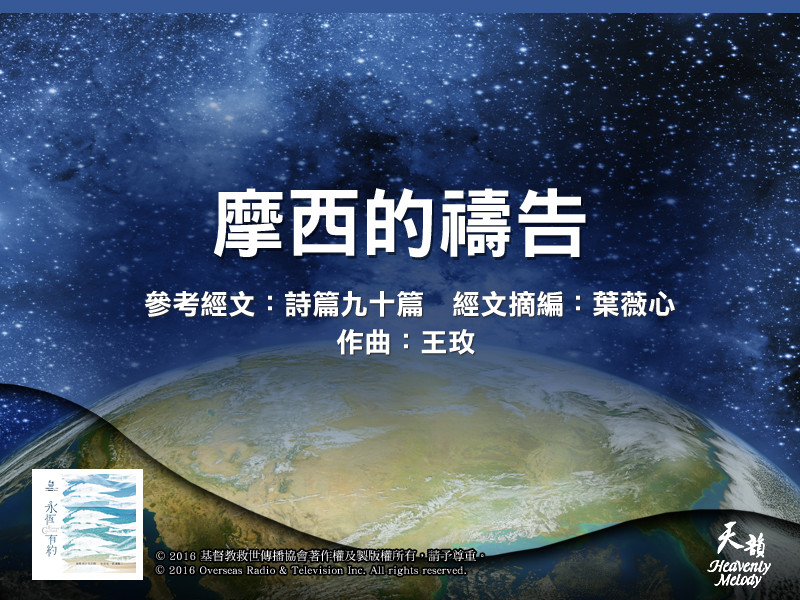 摩西的禱告
參考經文：詩篇九十篇　經文摘編：葉薇心
作曲：王玫
永恆
有約
© 2016 基督教救世傳播協會著作權及製版權所有，請予尊重。
© 2016 Overseas Radio & Television Inc. All rights reserved.
天韻
Heavenly
Melody